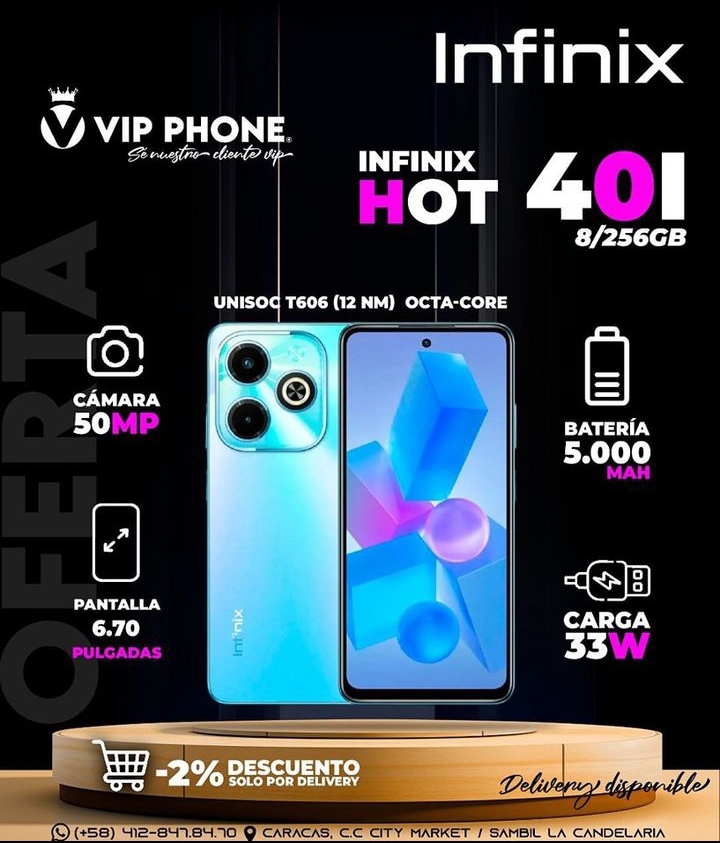 Infinix
VIP PHONE®
Sé nuestro cliente vip
INFINIX
HOT 40I
8/256GB
UNISOC T606 (12 NM) OCTA-CORE
OFERTA
CÁMARA
50MP
BATERÍA
5.000
MAH
PANTALLA
6.70
PULGADAS
CARGA
33W
Infinix
-2% DESCUENTO
SOLO POR DELIVERY
Delivery disponible
(+58) 412-847.84.70 CARACAS, C.C CITY MARKET / SAMBIL LA CANDELARIA